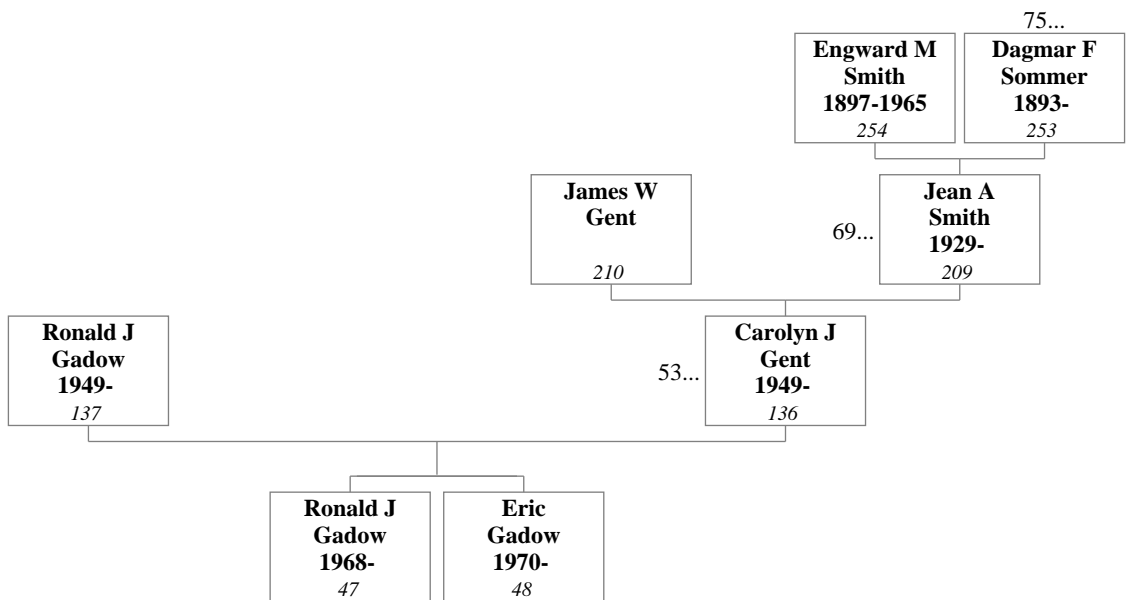 75...
Engward M
Smith
1897-1965
254
Dagmar F
Sommer
1893-
253
James W
Gent
210
69...
Jean A
Smith
1929-
209
Ronald J
Gadow
1949-
137
53...
Carolyn J
Gent
1949-
136
Ronald J
Gadow
1968-
47
Eric
Gadow
1970-
48